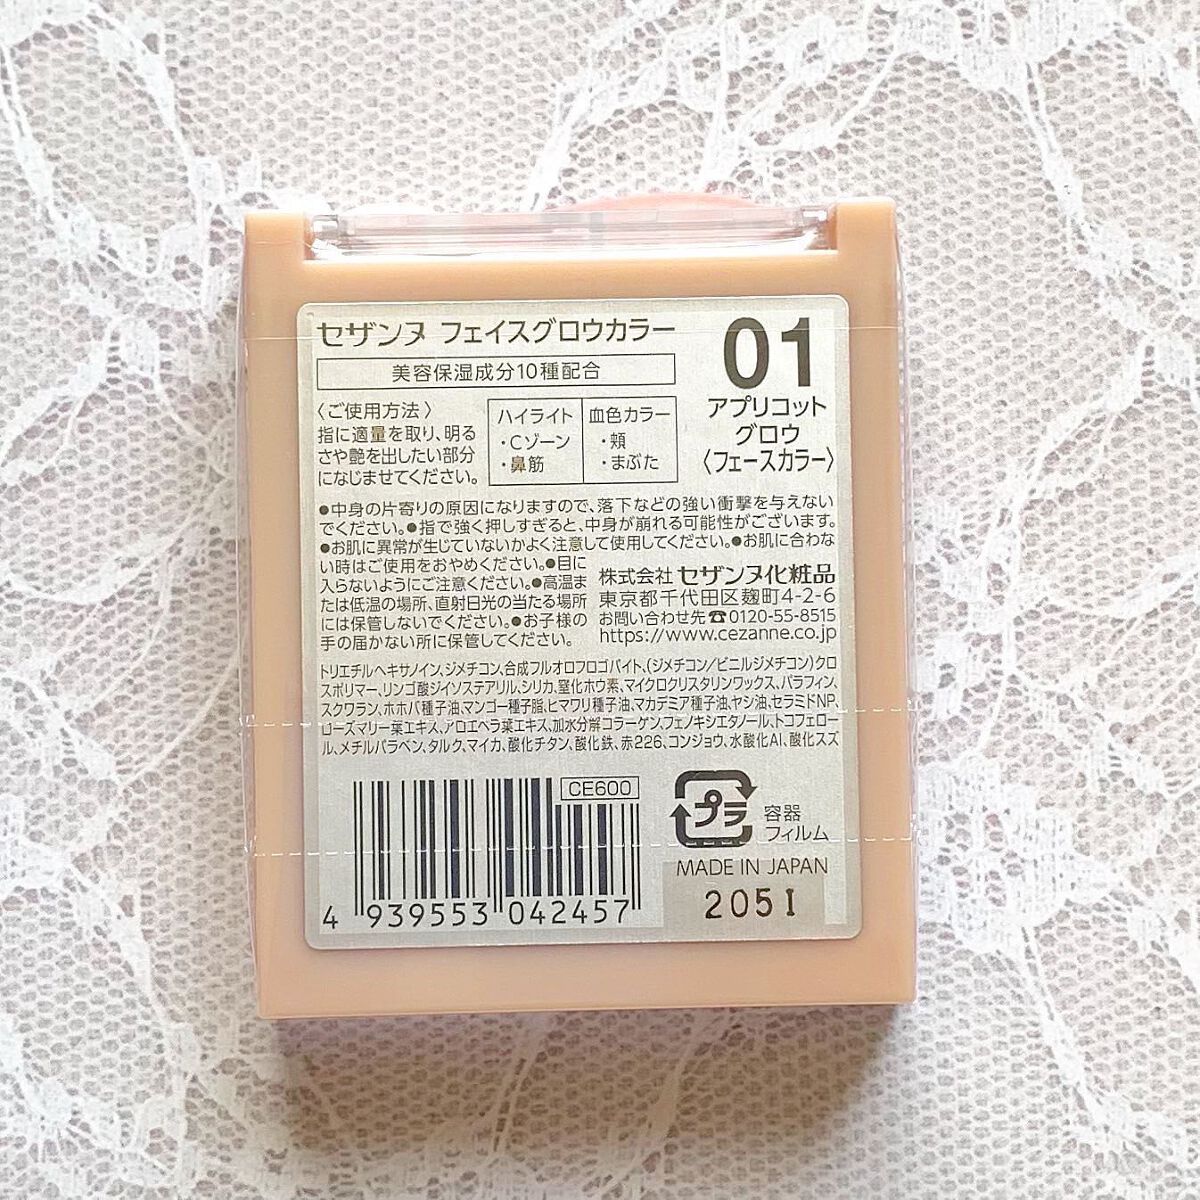 セザンヌ フェイスグロウカラー
美容保湿成分10種配合
01
アプリコット
グロウ
〈フェースカラー〉
〈ご使用方法〉
指に適量を取り、明る
さや艶を出したい部分
になじませてください。
ハイライト
・Cゾーン
・鼻筋
血色カラー
・頬
・まぶた
●中身の片寄りの原因になりますので、落下などの強い衝撃を与えない
でください。●指で強く押しすぎると、中身が崩れる可能性がございます。
●お肌に異常が生じていないかよく注意して使用してください。●お肌に合わな
い時はご使用をおやめください。●目に
入らないようにご注意ください。●高温ま
たは低温の場所、直射日光の当たる場所
には保管しないでください。●お子様の
手の届かない所に保管してください。
株式会社 セザンヌ化粧品
東京都千代田区麹町4-2-6
お問い合わせ先☎0120-55-8515
https://www.cezanne.co.jp
トリエチルヘキサノイン、ジメチコン、合成フルオロフロゴパイト、(ジメチコン/ビニルジメチコン)クロ
スポリマー、リンゴ酸ジイソステアリル、シリカ、窒化ホウ素、マイクロクリスタリンワックス、パラフィン、
スクワラン、ホホバ種子油、マンゴー種子脂、ヒマワリ種子油、マカデミア種子油、ヤシ油、セラミドNP、
ローズマリー葉エキス、アロエベラ葉エキス、加水分解コラーゲン、フェノキシエタノール、トコフェロー
ル、メチルパラベン、タルク、マイカ、酸化チタン、酸化鉄、赤226、コンジョウ、水酸化Al、酸化スズ
CE600
4 939553 042457
プラ
容器
フィルム
MADE IN JAPAN
2051